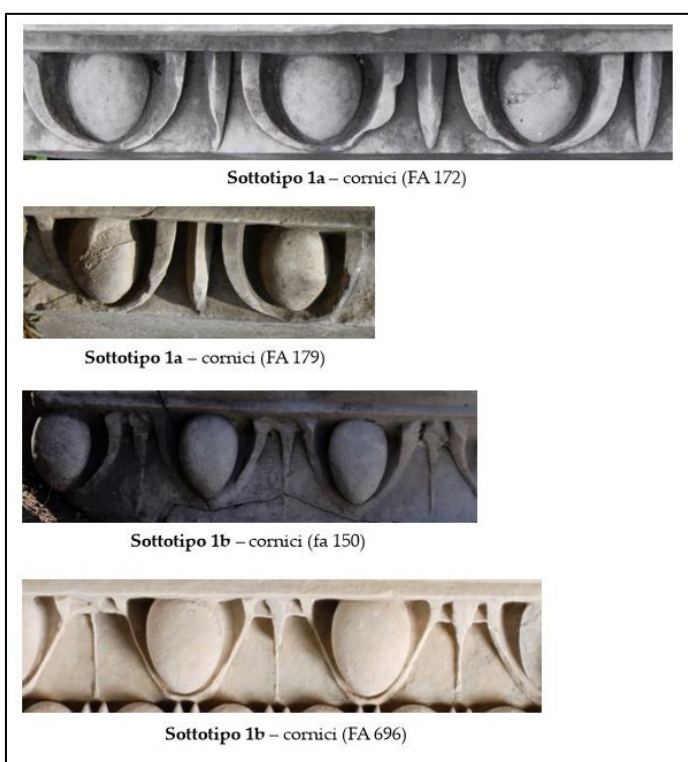 Sottotipo 1a – cornici (FA 172)
Sottotipo 1a – cornici (FA 179)
Sottotipo 1b – cornici (fa 150)
Sottotipo 1b – cornici (FA 696)